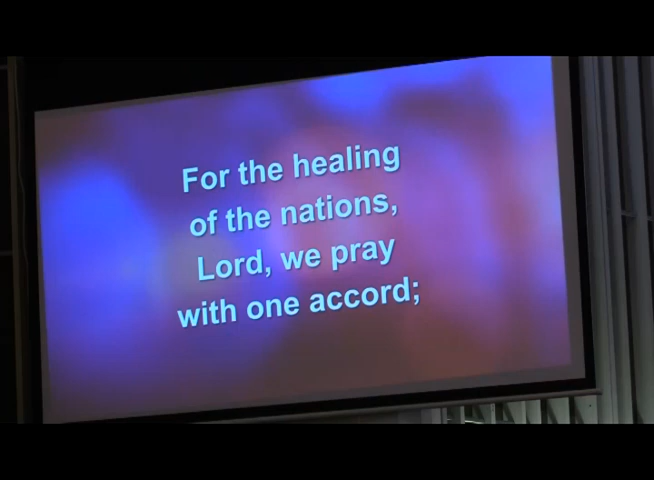 For the healing
of the nations,
Lord, we pray
with one accord;